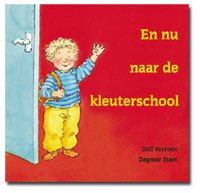 En nu
naar de
kleuterschool
Dolf Verroen
Dagmar Stam